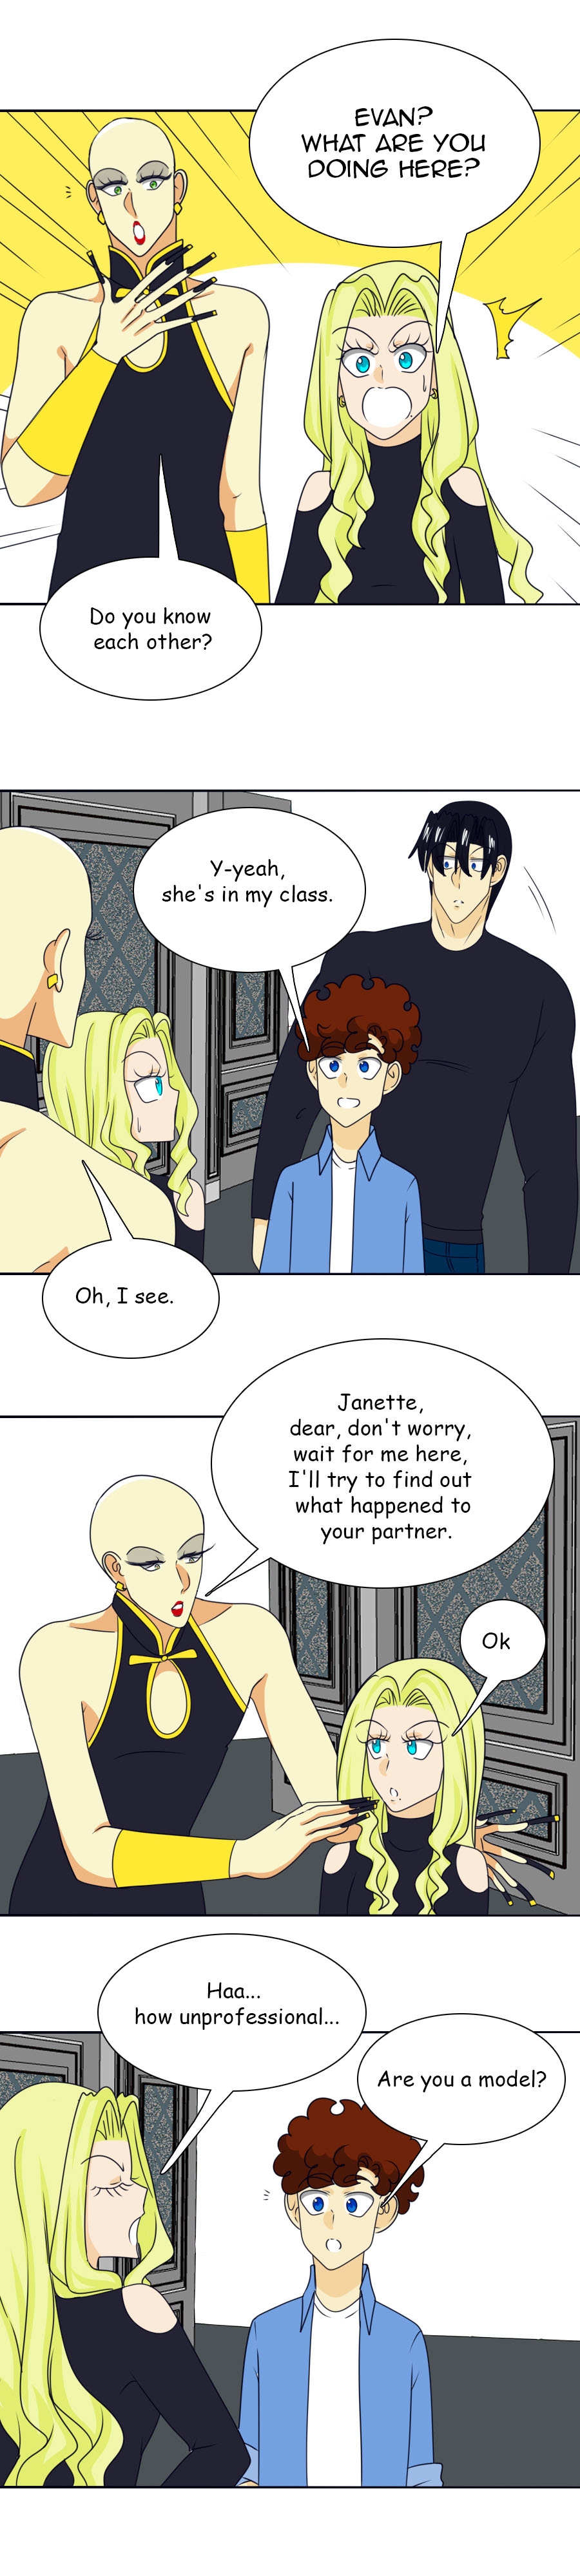 EVAN?
WHAT ARE YOU
DOING HERE?
Do you know
each other?
Y-yeah,
she's in my class.
Oh, I see.
Janette,
dear, don't worry,
wait for me here,
I'll try to find out
what happened to
your partner.
Ok
Haa...
how unprofessional...
Are you a model?